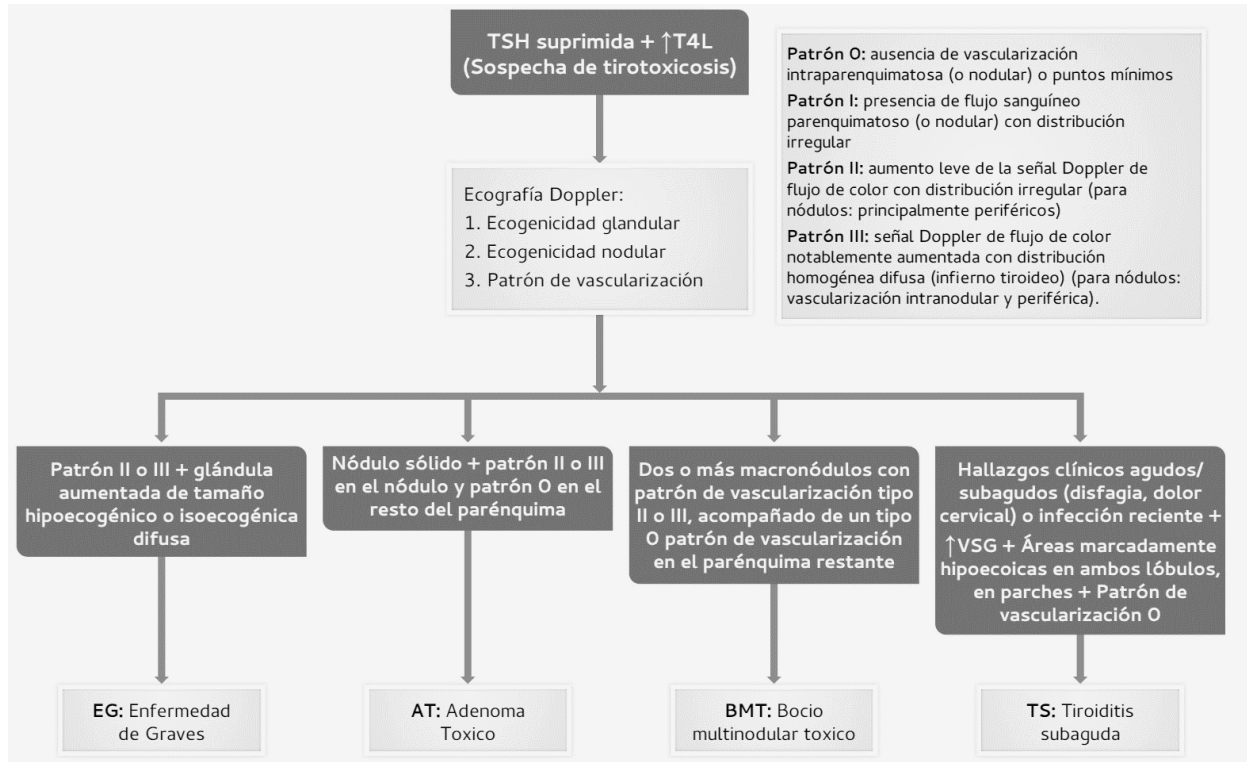 TSH suprimida + ↑T4L
(Sospecha de tirotoxicosis)
Patrón 0: ausencia de vascularización
intraparenquimatosa (o nodular) o puntos mínimos
Patrón I: presencia de flujo sanguíneo
parenquimatoso (o nodular) con distribución
irregular
Patrón II: aumento leve de la señal Doppler de
flujo de color con distribución irregular (para
nódulos: principalmente periféricos)
Patrón III: señal Doppler de flujo de color
notablemente aumentada con distribución
homogénea difusa (infierno tiroideo) (para nódulos:
vascularización intranodular y periférica).
Ecografía Doppler:
1. Ecogenicidad glandular
2. Ecogenicidad nodular
3. Patrón de vascularización
Patrón II o III + glándula
aumentada de tamaño
hipoecogénico o isoecogénica
difusa
Nódulo sólido + patrón II o III
en el nódulo y patrón 0 en el
resto del parénquima
Dos o más macronódulos con
patrón de vascularización tipo
II o III, acompañado de un tipo
0 patrón de vascularización
en el parénquima restante
Hallazgos clínicos agudos/
subagudos (disfagia, dolor
cervical) o infección reciente +
↑VSG + Áreas marcadamente
hipoecoicas en ambos lóbulos,
en parches + Patrón de
vascularización 0
EG: Enfermedad
de Graves
AT: Adenoma
Toxico
BMT: Bocio
multinodular toxico
TS: Tiroiditis
subaguda